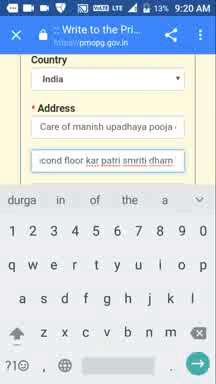 VoLTE LTE 13% 9:20 AM
:: Write to the Pri...
https://pmopg.gov.in
Country
India
* Address
Care of manish upadhaya pooja
cond floor kar patri smriti dham
durga in of the a
1 2 3 4 5 6 7 8 9 0
q w e r t y u i o p
a s d f g h j k l
z x c v b n m
?1☺ , .